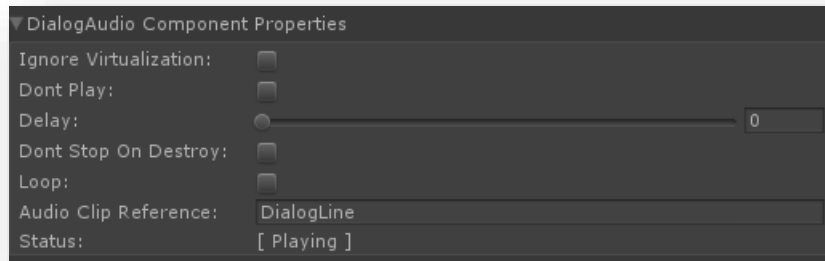 DialogAudio Component Properties
Ignore Virtualization:
Dont Play:
Delay: 0
Dont Stop On Destroy:
Loop:
Audio Clip Reference: DialogLine
Status: [ Playing ]